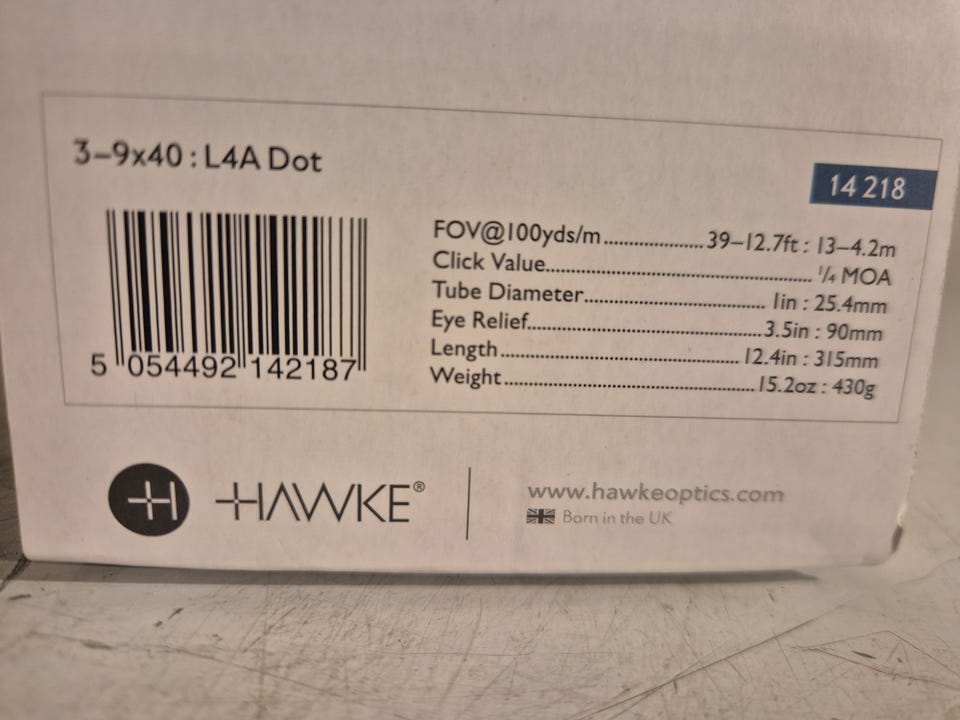 3–9x40 : L4A Dot
14 218
FOV@100yds/m........................39–12.7ft : 13–4.2m
Click Value............................................................ ¼ MOA
Tube Diameter........................................ 1in : 25.4mm
Eye Relief....................................................3.5in : 90mm
Length.................................................... 12.4in : 315mm
Weight.......................................................15.2oz : 430g
5 054492 142187
H HAWKE®
www.hawkeoptics.com
Born in the UK